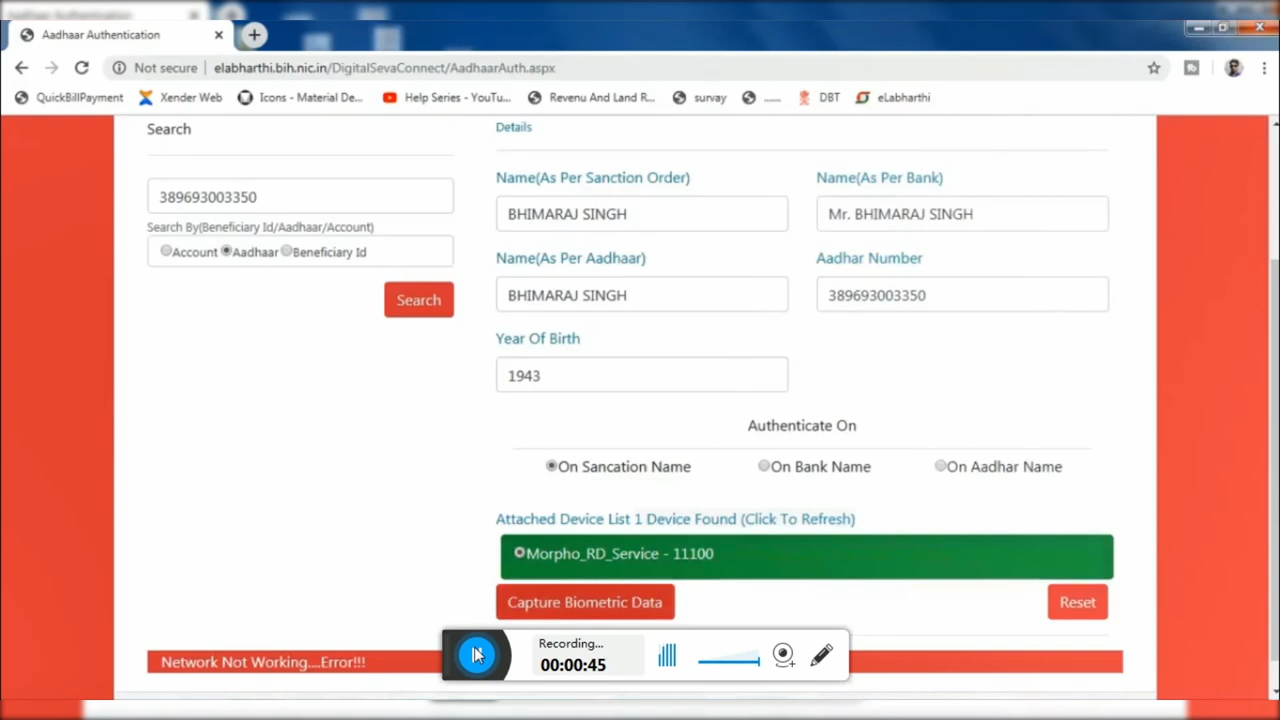 Aadhaar Authentication
Not secure | elabharthi.bih.nic.in/DigitalSevaConnect/AadhaarAuth.aspx
QuickBillPayment Xender Web Icons - Material De... Help Series - YouTu... Revenu And Land R... survay ...... DBT eLabharthi
Search
Details
389693003350
Search By(Beneficiary Id/Aadhaar/Account)
Account Aadhaar Beneficiary Id
Search
Name(As Per Sanction Order) Name(As Per Bank)
BHIMARAJ SINGH Mr. BHIMARAJ SINGH
Name(As Per Aadhaar) Aadhar Number
BHIMARAJ SINGH 389693003350
Year Of Birth
1943
Authenticate On
On Sancation Name On Bank Name On Aadhar Name
Attached Device List 1 Device Found (Click To Refresh)
Morpho_RD_Service - 11100
Capture Biometric Data Reset
Network Not Working....Error!!!
Recording...
00:00:45